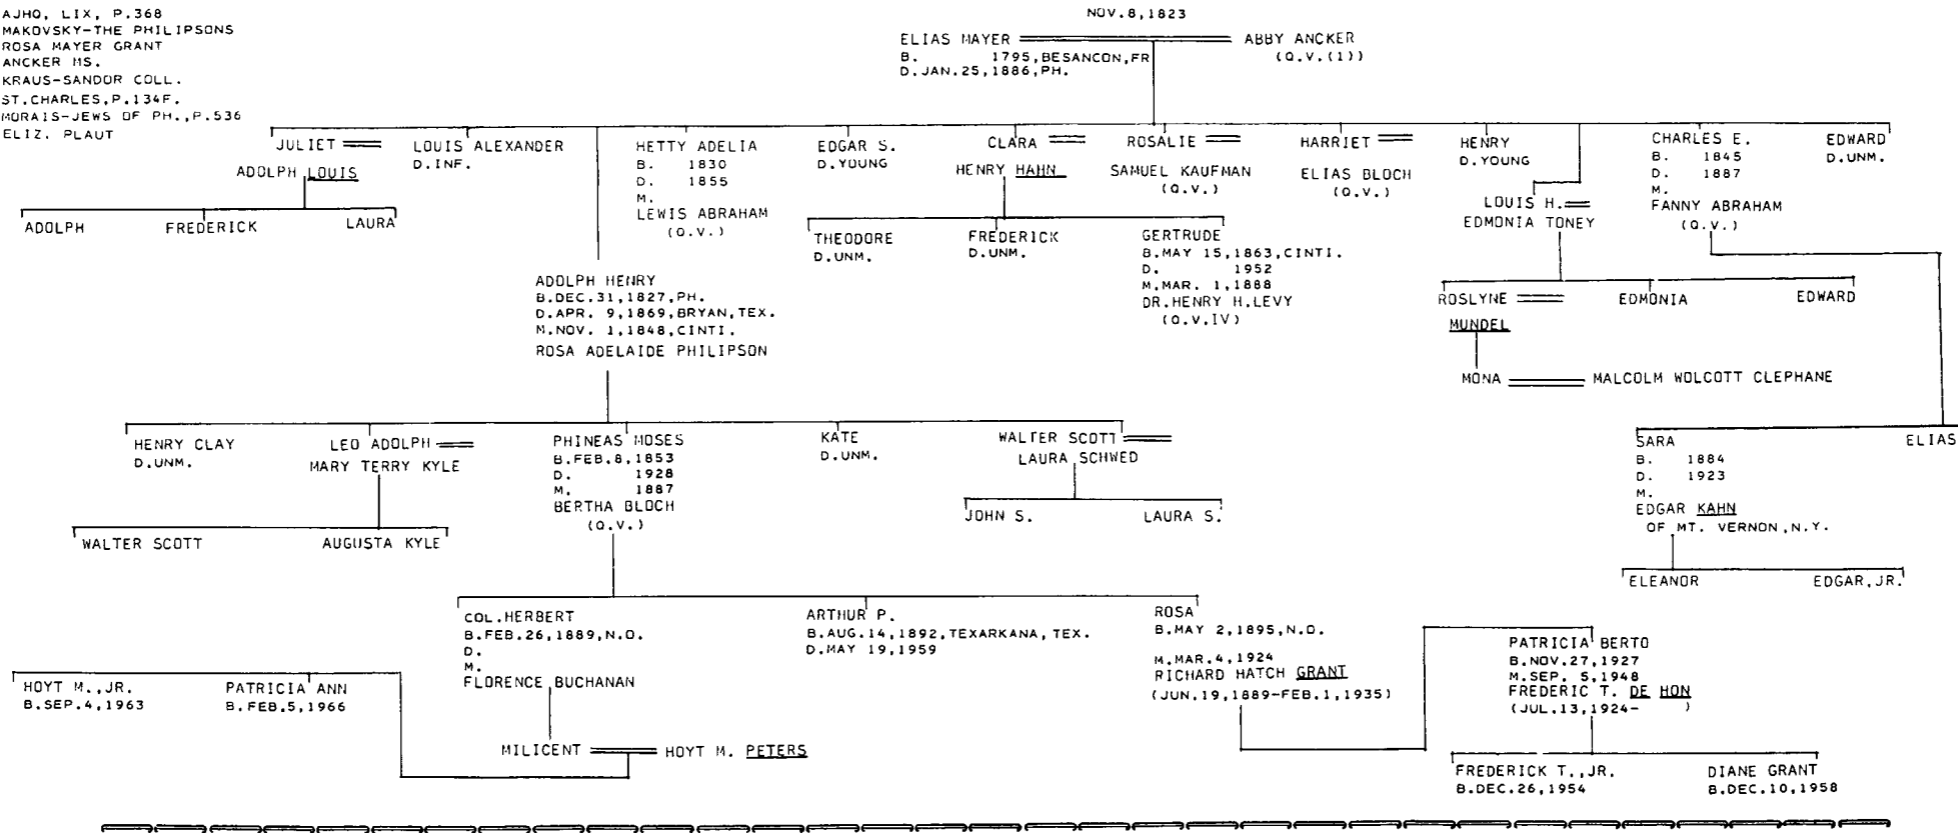 AJHQ, LIX, P.368
MAKOVSKY-THE PHILIPSONS
ROSA MAYER GRANT
ANCKER MS.
KRAUS-SANDOR COLL.
ST.CHARLES,P.134F.
MORAIS-JEWS OF PH.,P.536
ELIZ. PLAUT
NOV.8,1823
ELIAS MAYER
B. 1795,BESANCON,FR
D.JAN.25,1886,PH.
ABBY ANCKER
(Q.V.(1))
JULIET
ADOLPH LOUIS
LOUIS ALEXANDER
D.INF.
HETTY ADELIA
B. 1830
D. 1855
M.
LEWIS ABRAHAM
(Q.V.)
EDGAR S.
D.YOUNG
CLARA
HENRY HAHN
ROSALIE
SAMUEL KAUFMAN
(Q.V.)
HARRIET
ELIAS BLOCH
(Q.V.)
HENRY
D.YOUNG
LOUIS H.
EDMONIA TONEY
CHARLES E.
B. 1845
D. 1887
M.
FANNY ABRAHAM
(Q.V.)
EDWARD
D.UNM.
ADOLPH
FREDERICK
LAURA
THEODORE
D.UNM.
FREDERICK
D.UNM.
GERTRUDE
B.MAY 15,1863,CINTI.
D. 1952
M.MAR. 1,1888
DR.HENRY H.LEVY
(Q.V.IV)
ADOLPH HENRY
B.DEC.31,1827,PH.
D.APR. 9,1869,BRYAN,TEX.
M.NOV. 1,1848,CINTI.
ROSA ADELAIDE PHILIPSON
ROSLYNE
MUNDEL
EDMONIA
EDWARD
MONA
MALCOLM WOLCOTT CLEPHANE
HENRY CLAY
D.UNM.
LEO ADOLPH
MARY TERRY KYLE
PHINEAS MOSES
B.FEB.8,1853
D. 1928
M. 1887
BERTHA BLOCH
(Q.V.)
KATE
D.UNM.
WALTER SCOTT
LAURA SCHWED
SARA
B. 1884
D. 1923
M.
EDGAR KAHN
OF MT. VERNON,N.Y.
ELIAS
WALTER SCOTT
AUGUSTA KYLE
JOHN S.
LAURA S.
ELEANOR
EDGAR,JR.
COL.HERBERT
B.FEB.26,1889,N.O.
D.
M.
FLORENCE BUCHANAN
ARTHUR P.
B.AUG.14,1892,TEXARKANA,TEX.
D.MAY 19,1959
ROSA
B.MAY 2,1895,N.O.
M.MAR.4,1924
RICHARD HATCH GRANT
(JUN.19,1889-FEB.1,1935)
PATRICIA BERTO
B.NOV.27,1927
M.SEP. 5,1948
FREDERIC T. DE HON
(JUL.13,1924- )
HOYT M.,JR.
B.SEP.4,1963
PATRICIA ANN
B.FEB.5,1966
MILICENT
HOYT M. PETERS
FREDERICK T.,JR.
B.DEC.26,1954
DIANE GRANT
B.DEC.10,1958